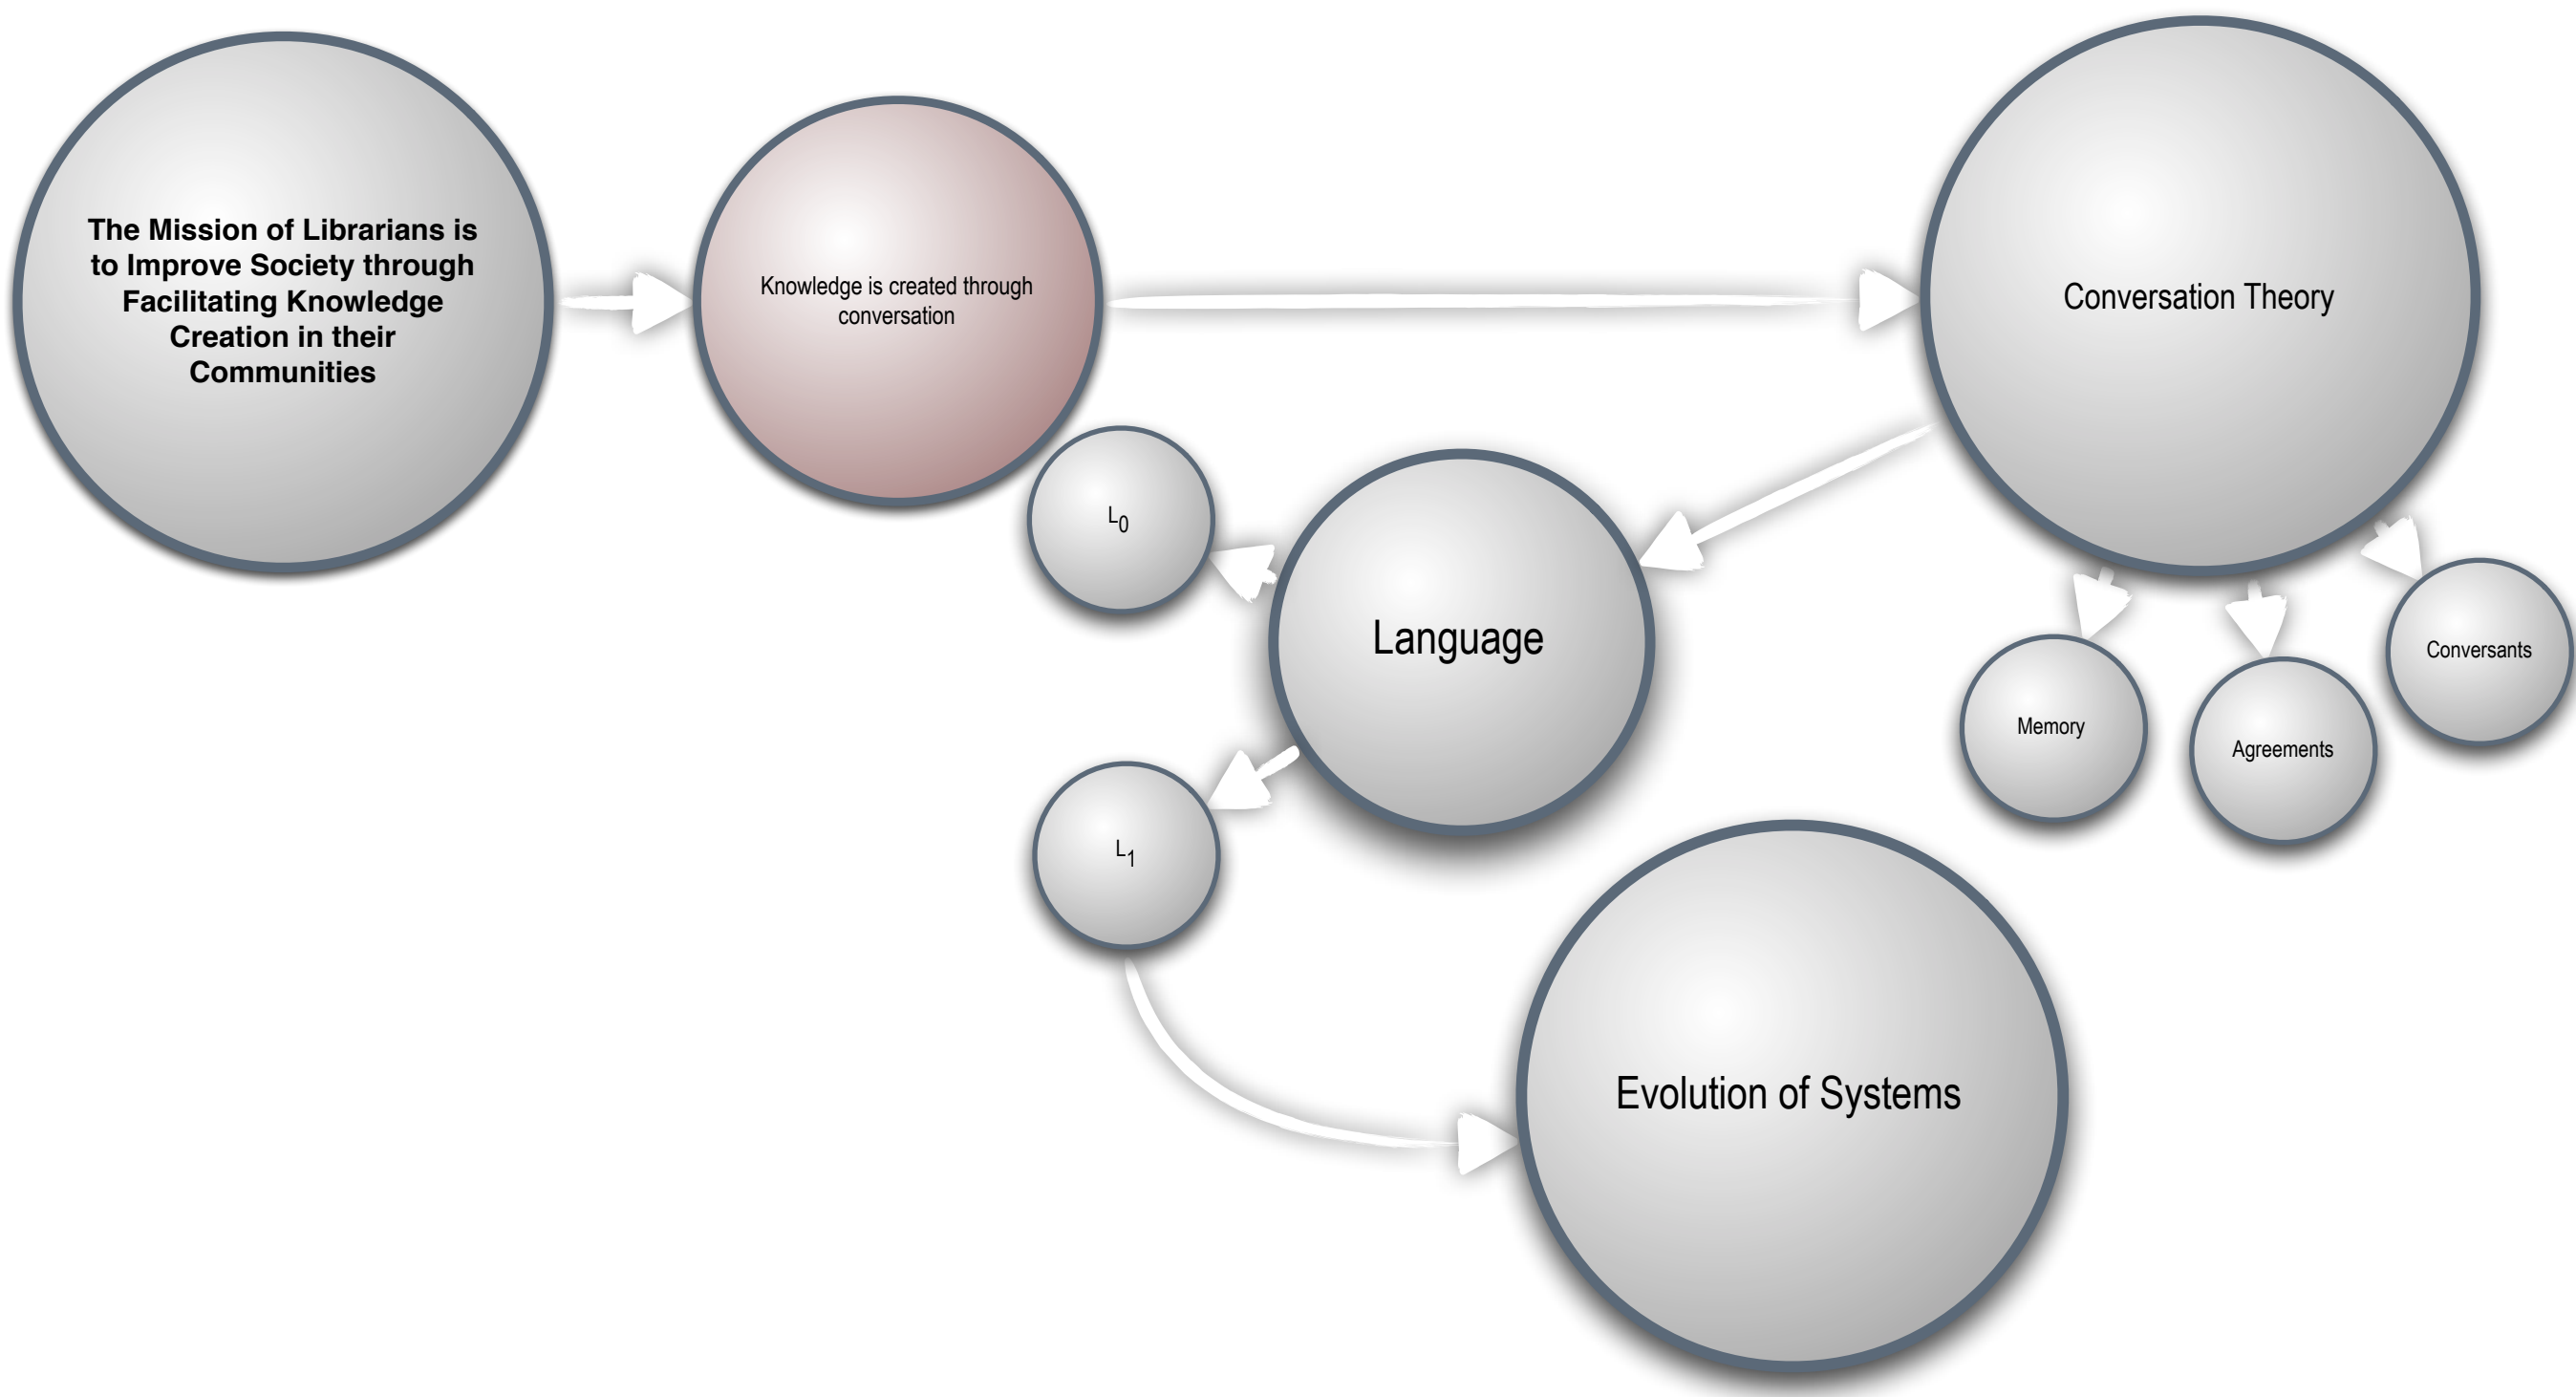 The Mission of Librarians is
to Improve Society through
Facilitating Knowledge
Creation in their
Communities
Knowledge is created through
conversation
Conversation Theory
L0
Language
Conversants
Memory
Agreements
L1
Evolution of Systems